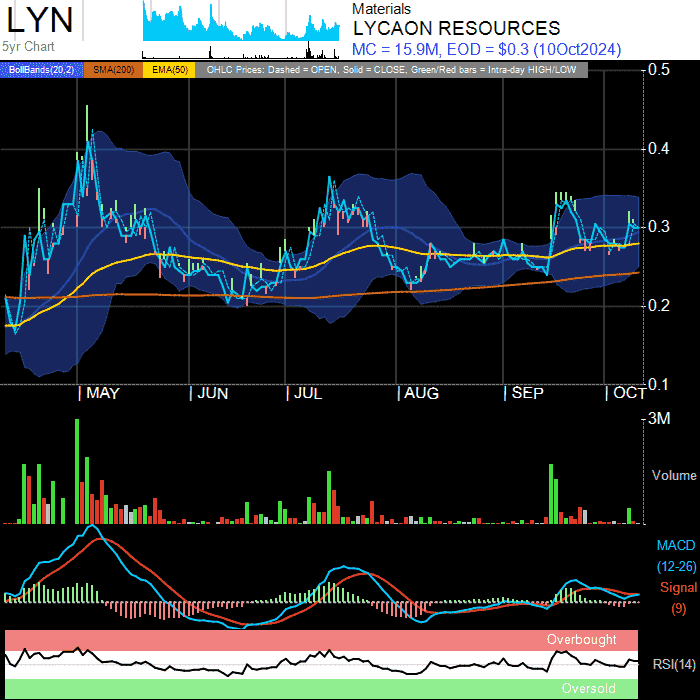 LYN
5yr Chart
Materials
LYCAON RESOURCES
MC = 15.9M, EOD = $0.3 (10Oct2024)
BollBands(20,2) SMA(200) EMA(50) OHLC Prices: Dashed = OPEN, Solid = CLOSE, Green/Red bars = Intra-day HIGH/LOW
0.5
0.4
0.3
0.2
0.1
| MAY | JUN | JUL | AUG | SEP | OCT
3M
Volume
MACD
(12-26)
Signal
(9)
Overbought
RSI(14)
Oversold